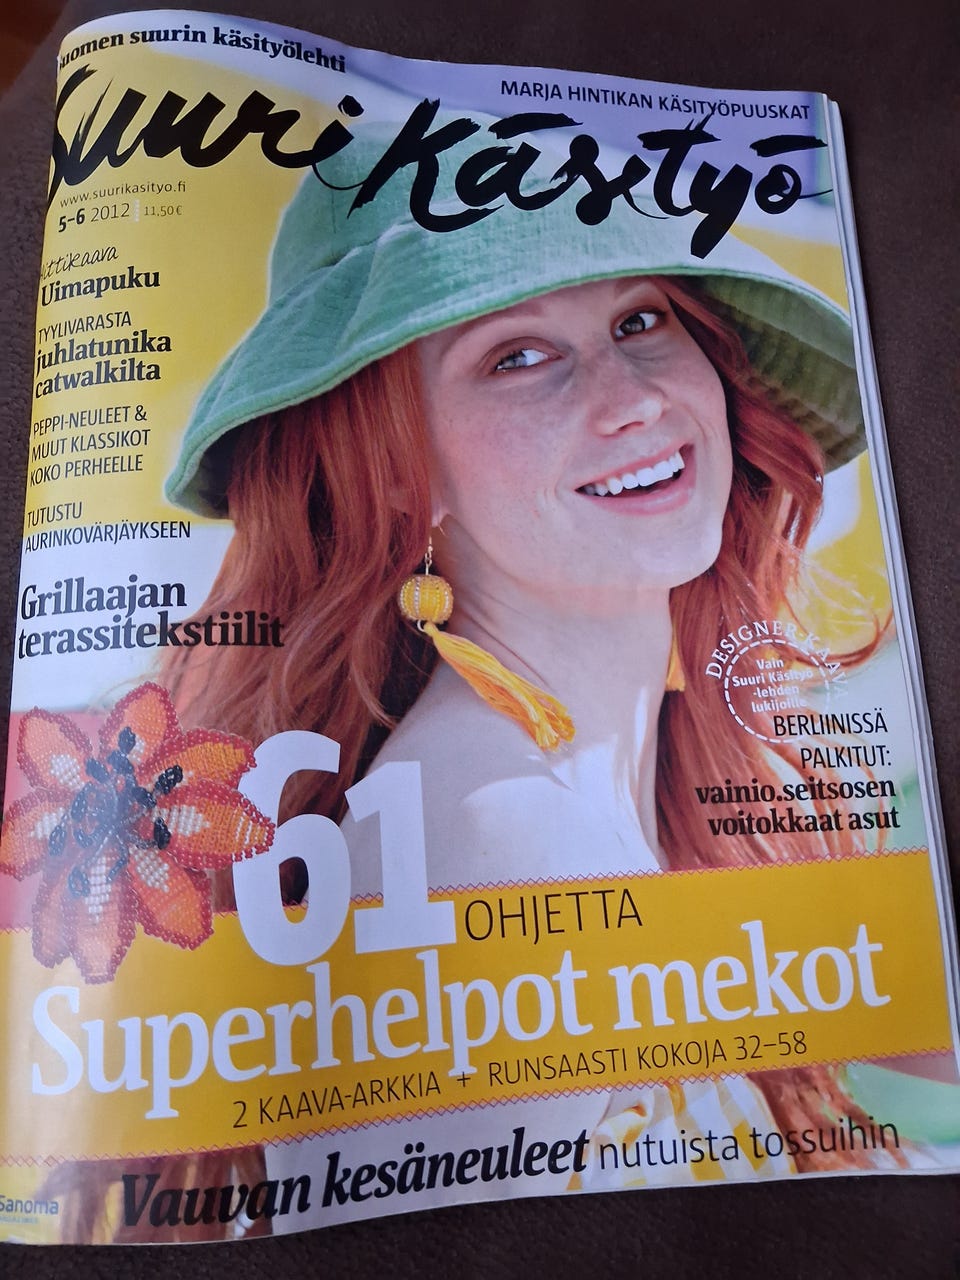 Suomen suurin käsityölehti
MARJA HINTIKAN KÄSITYÖPUUSKAT
Suuri Käsityö
www.suurikasityo.fi
5–6 2012 11,50 €
Hittikaava
Uimapuku
TYYLIVARASTA
juhlatunika
catwalkilta
PEPPI-NEULEET &
MUUT KLASSIKOT
KOKO PERHEELLE
TUTUSTU
AURINKOVÄRJÄYKSEEN
Grillaajan
terassitekstiilit
DESIGNER-KAAVA
Vain
Suuri Käsityö
-lehden
lukijoille
BERLIINISSÄ
PALKITUT:
vainio.seitsosen
voitokkaat asut
61 OHJETTA
Superhelpot mekot
2 KAAVA-ARKKIA + RUNSAASTI KOKOJA 32–58
Vauvan kesäneuleet nutuista tossuihin
Sanoma